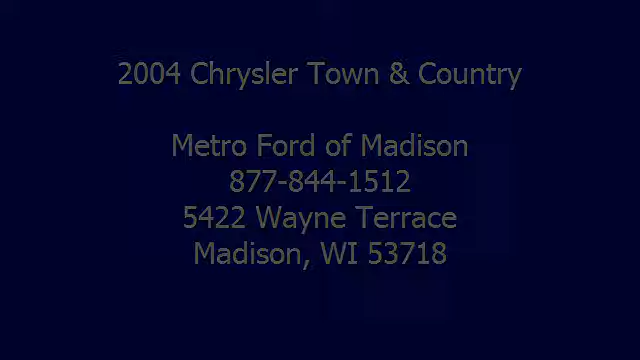 2004 Chrysler Town & Country
Metro Ford of Madison
877-844-1512
5422 Wayne Terrace
Madison, WI 53718